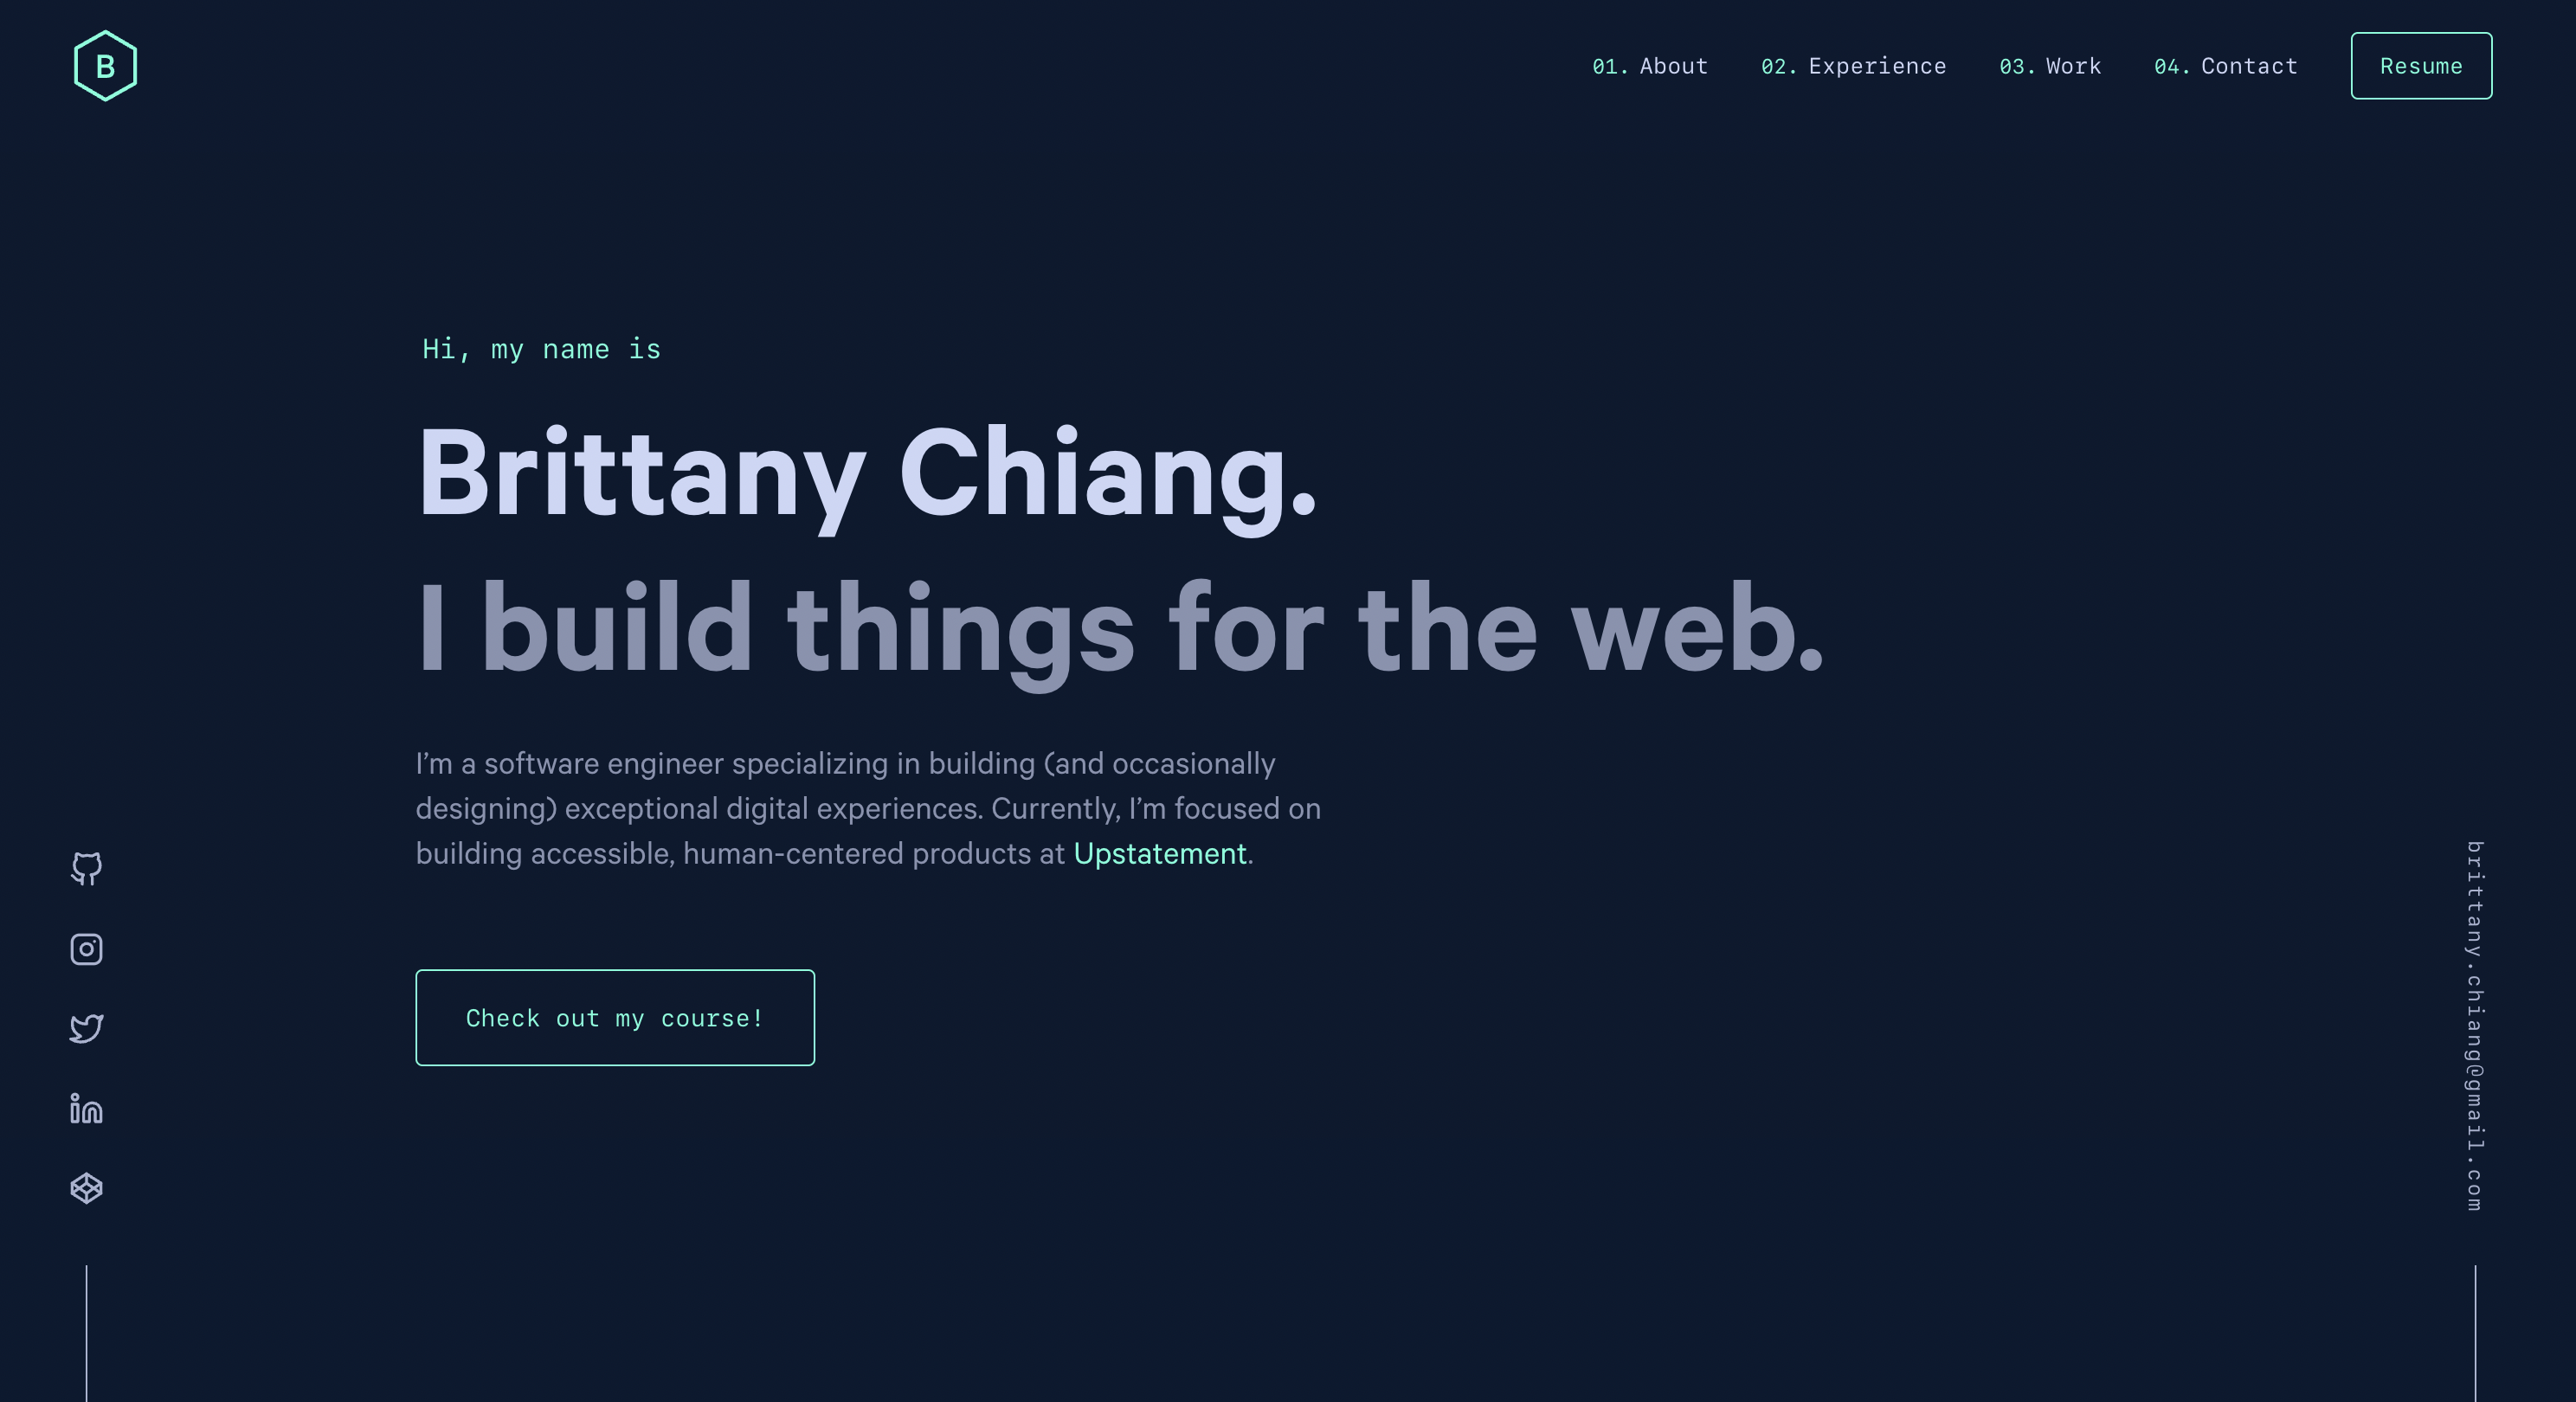 B
01. About 02. Experience 03. Work 04. Contact Resume
Hi, my name is
Brittany Chiang.
I build things for the web.
I’m a software engineer specializing in building (and occasionally
designing) exceptional digital experiences. Currently, I’m focused on
building accessible, human-centered products at Upstatement.
Check out my course!
in
brittany.chiang@gmail.com